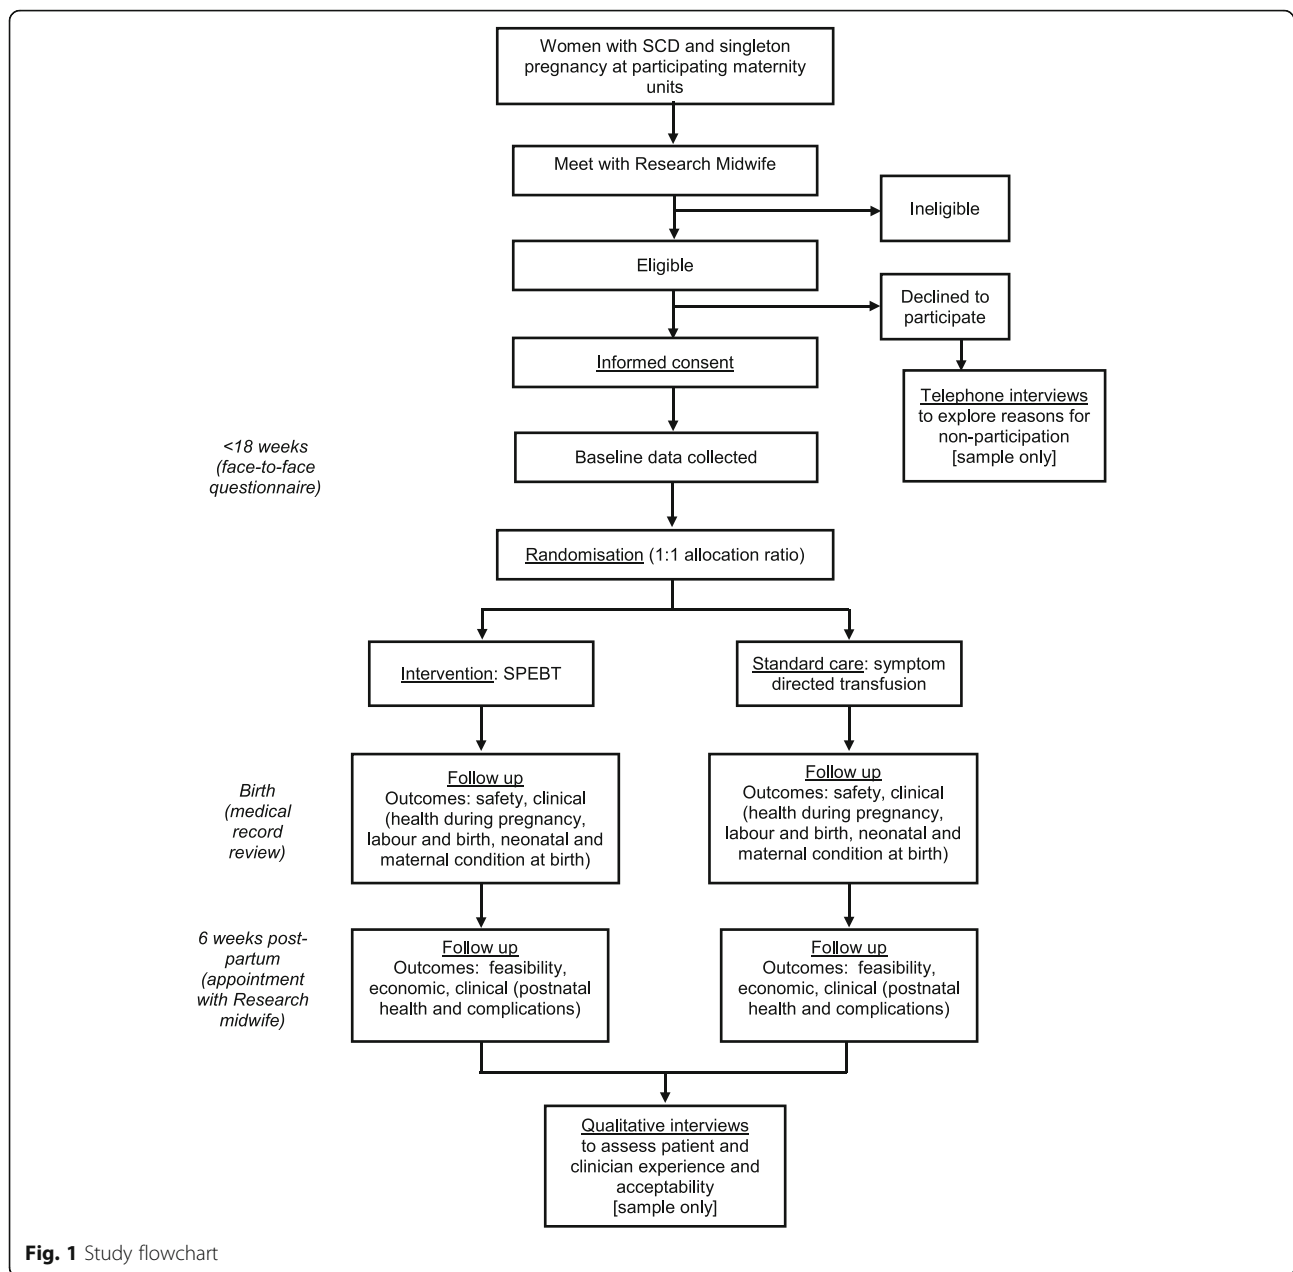 Women with SCD and singleton
pregnancy at participating maternity
units
Meet with Research Midwife
Ineligible
Eligible
Declined to
participate
Informed consent
Telephone interviews
to explore reasons for
non-participation
[sample only]
<18 weeks
(face-to-face
questionnaire)
Baseline data collected
Randomisation (1:1 allocation ratio)
Intervention: SPEBT
Standard care: symptom
directed transfusion
Birth
(medical
record
review)
Follow up
Outcomes: safety, clinical
(health during pregnancy,
labour and birth, neonatal and
maternal condition at birth)
Follow up
Outcomes: safety, clinical
(health during pregnancy,
labour and birth, neonatal and
maternal condition at birth)
6 weeks post-
partum
(appointment
with Research
midwife)
Follow up
Outcomes: feasibility,
economic, clinical (postnatal
health and complications)
Follow up
Outcomes: feasibility,
economic, clinical (postnatal
health and complications)
Qualitative interviews
to assess patient and
clinician experience and
acceptability
[sample only]
Fig. 1 Study flowchart